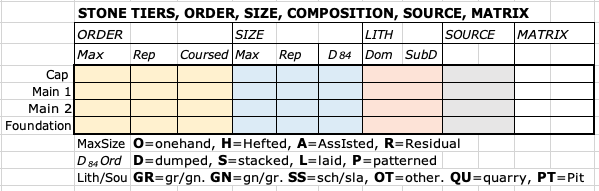 STONE TIERS, ORDER, SIZE, COMPOSITION, SOURCE, MATRIX
ORDER SIZE LITH SOURCE MATRIX
Max Rep Coursed Max Rep D 84 Dom SubD
Cap
Main 1
Main 2
Foundation
MaxSize O=onehand, H=Hefted, A=AssIsted, R=Residual
D 84 Ord D=dumped, S=stacked, L=laid, P=patterned
Lith/Sou GR=gr/gn. GN=gn/gr. SS=sch/sla, OT=other. QU=quarry, PT=Pit